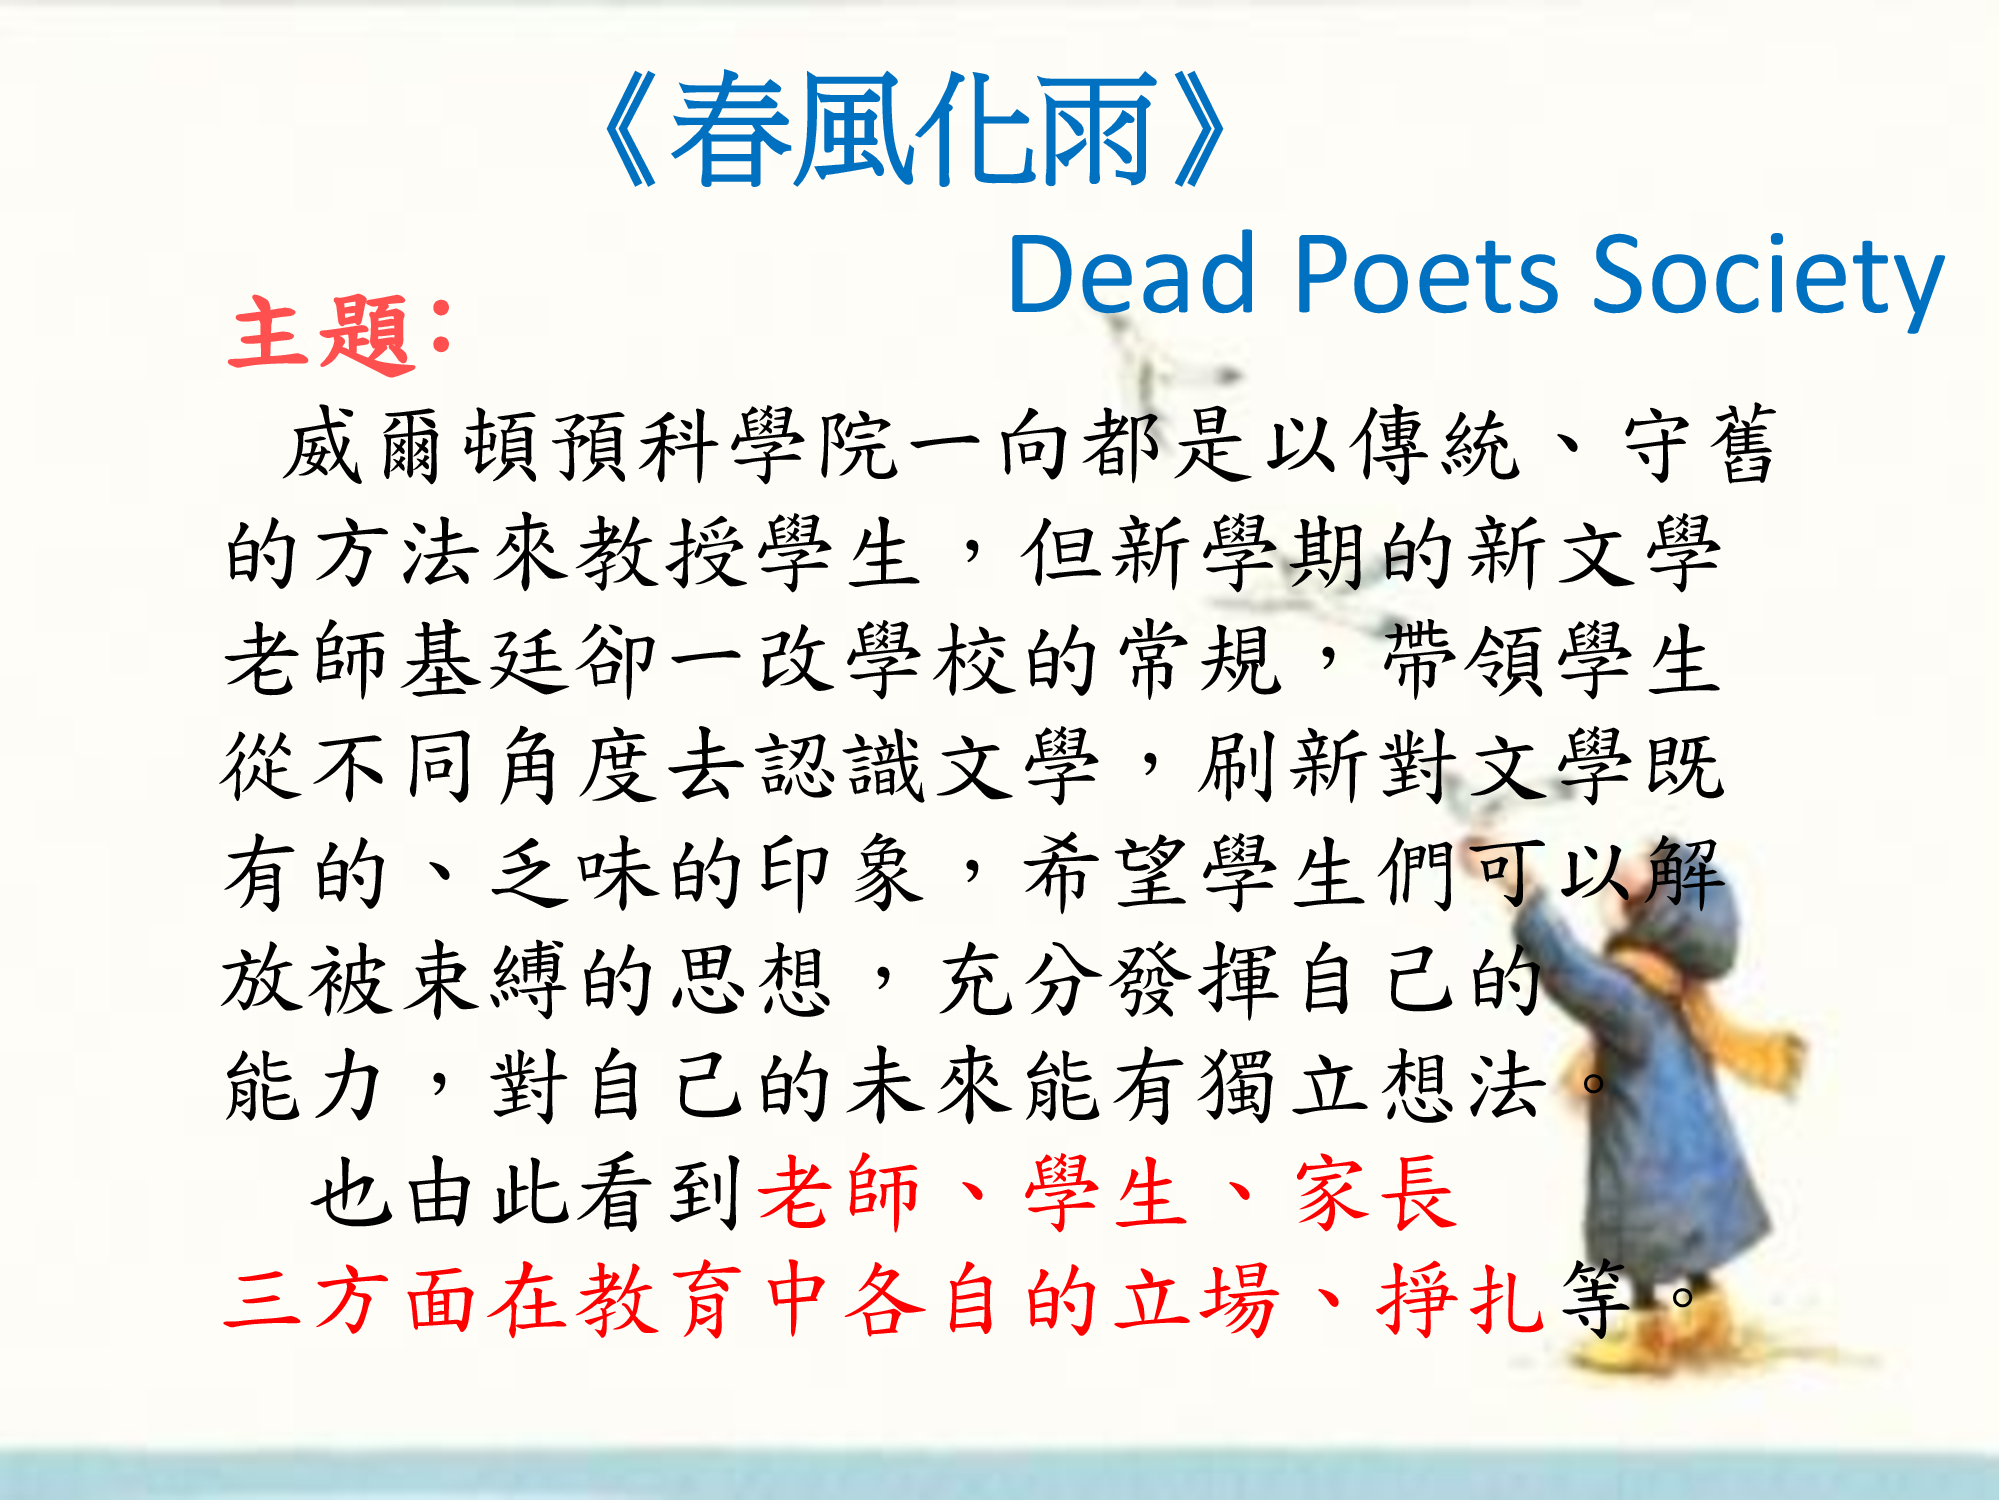 《春風化雨》
Dead Poets Society
主題：
威爾頓預科學院一向都是以傳統、守舊
的方法來教授學生，但新學期的新文學
老師基廷卻一改學校的常規，帶領學生
從不同角度去認識文學，刷新對文學既
有的、乏味的印象，希望學生們可以解
放被束縛的思想，充分發揮自己的
能力，對自己的未來能有獨立想法。
也由此看到老師、學生、家長
三方面在教育中各自的立場、掙扎等。